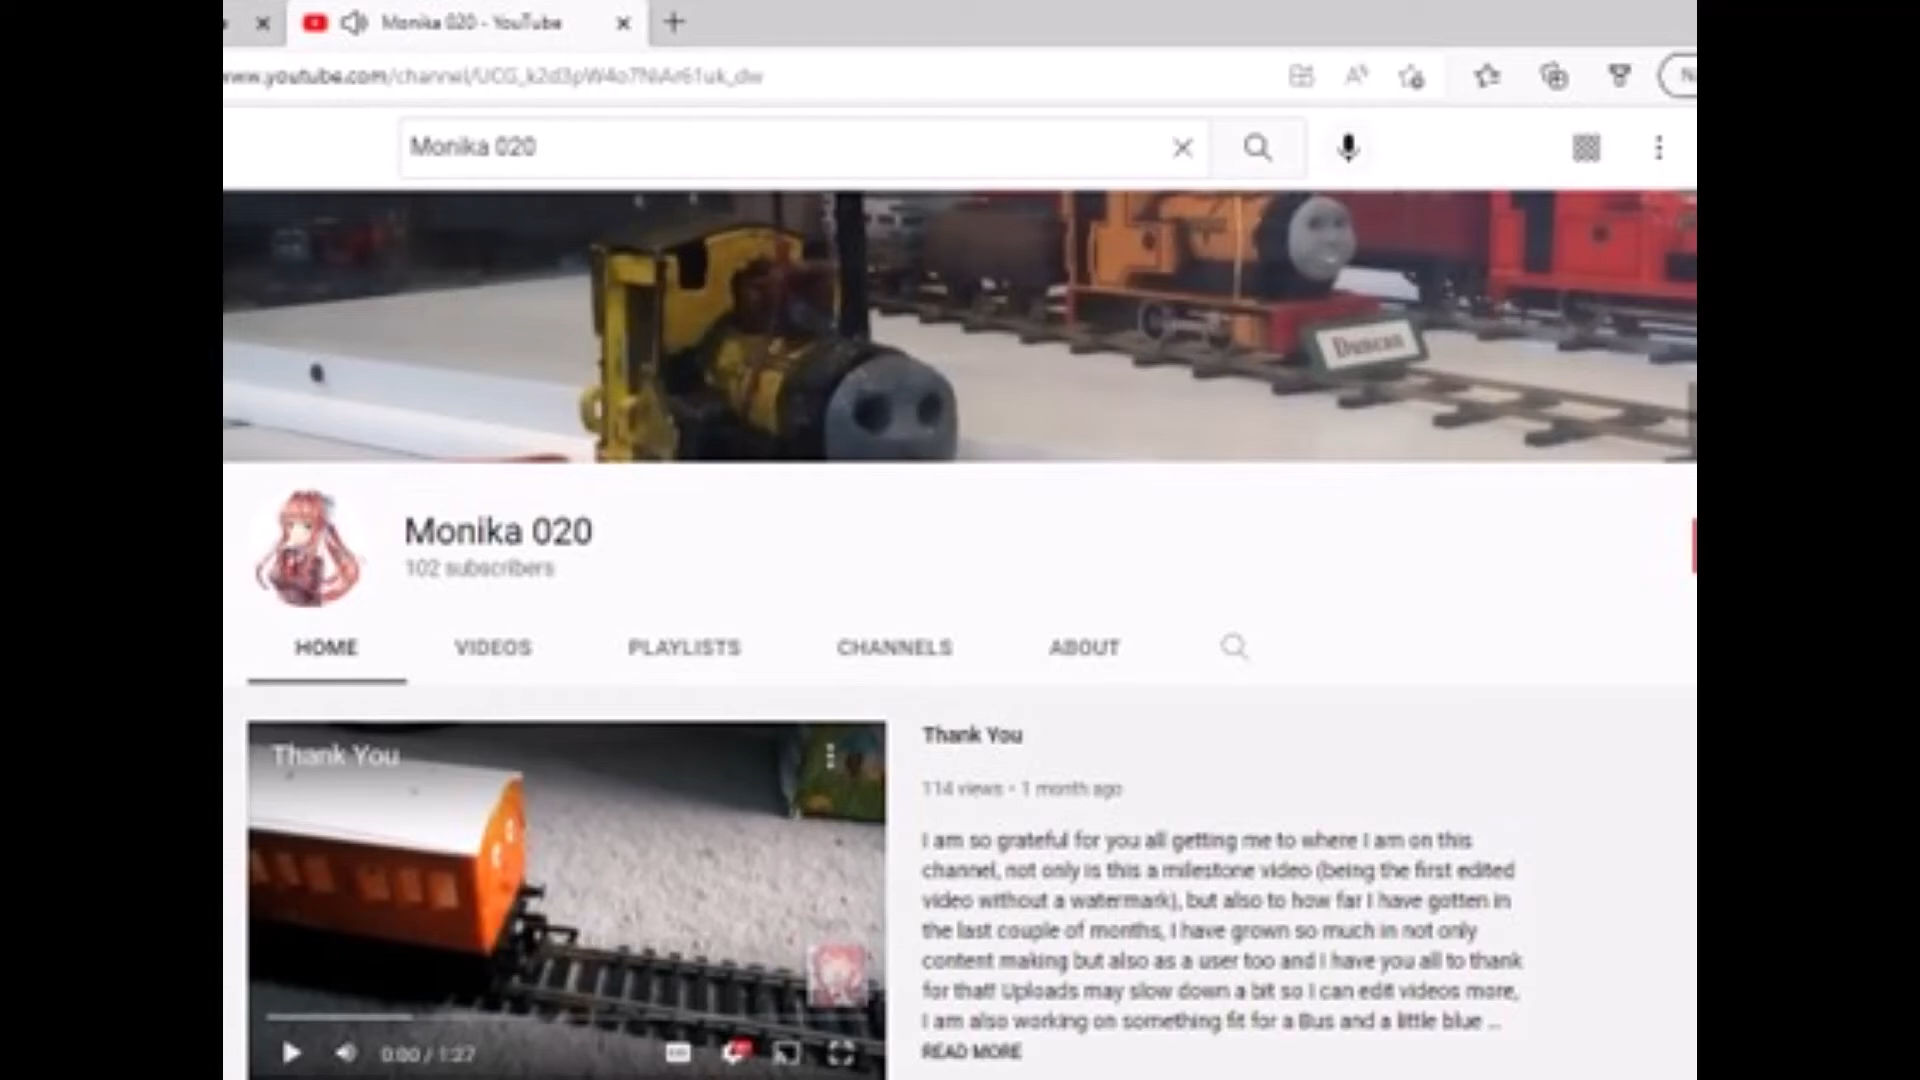 Monika 020 - YouTube
Monika 020
Duncan
Monika 020
102 subscribers
HOME VIDEOS PLAYLISTS CHANNELS ABOUT
Thank You
Thank You
114 views • 1 month ago
I am so grateful for you all getting me to where I am on this
channel, not only is this a milestone video (being the first edited
video without a watermark), but also to how far I have gotten in
the last couple of months, I have grown so much in not only
content making but also as a user too and I have you all to thank
for that! Uploads may slow down a bit so I can edit videos more,
I am also working on something fit for a Bus and a little blue ...
READ MORE
0:00 / 1:27